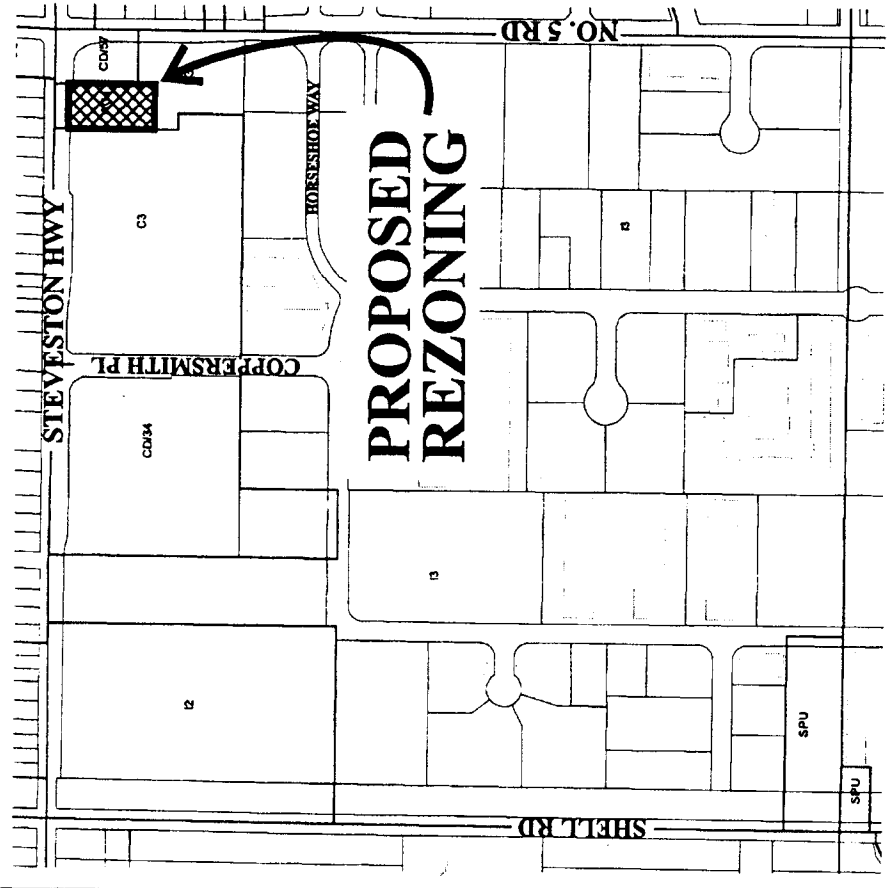 NO. 5 RD
CD/57
HORSESHOE WAY
PROPOSED
REZONING
STEVESTON HWY
C3
I3
COPPERSMITH PL
CD/34
I3
I2
SPU
SPU
SHELL RD